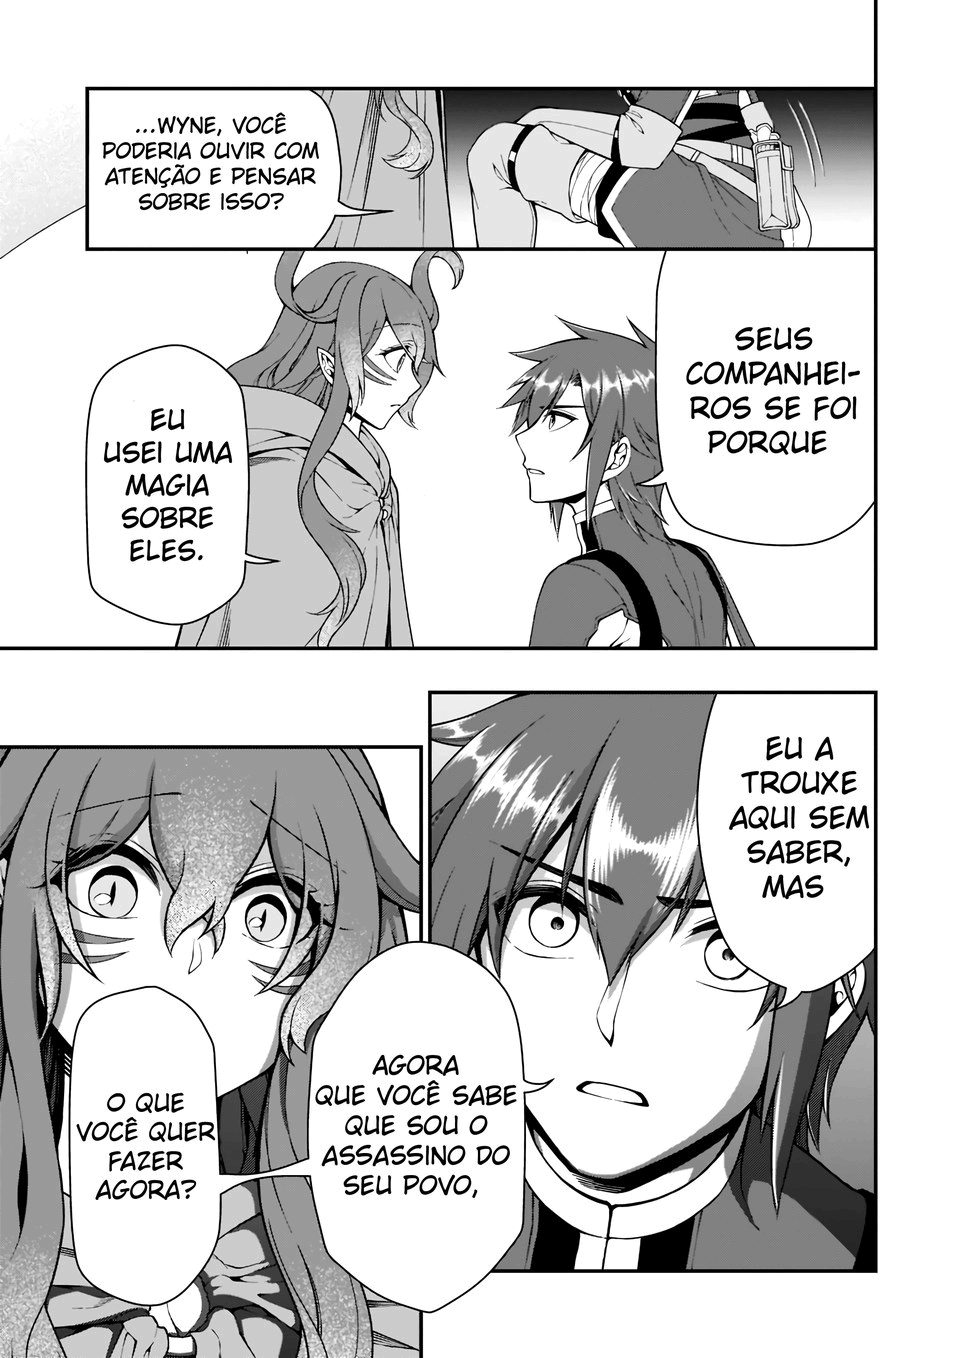 ...WYNE, VOCÊ
PODERIA OUVIR COM
ATENÇÃO E PENSAR
SOBRE ISSO?
SEUS
COMPANHEI-
ROS SE FOI
PORQUE
EU
USEI UMA
MAGIA
SOBRE
ELES.
EU A
TROUXE
AQUI SEM
SABER,
MAS
AGORA
QUE VOCÊ SABE
QUE SOU O
ASSASSINO DO
SEU POVO,
O QUE
VOCÊ QUER
FAZER
AGORA?